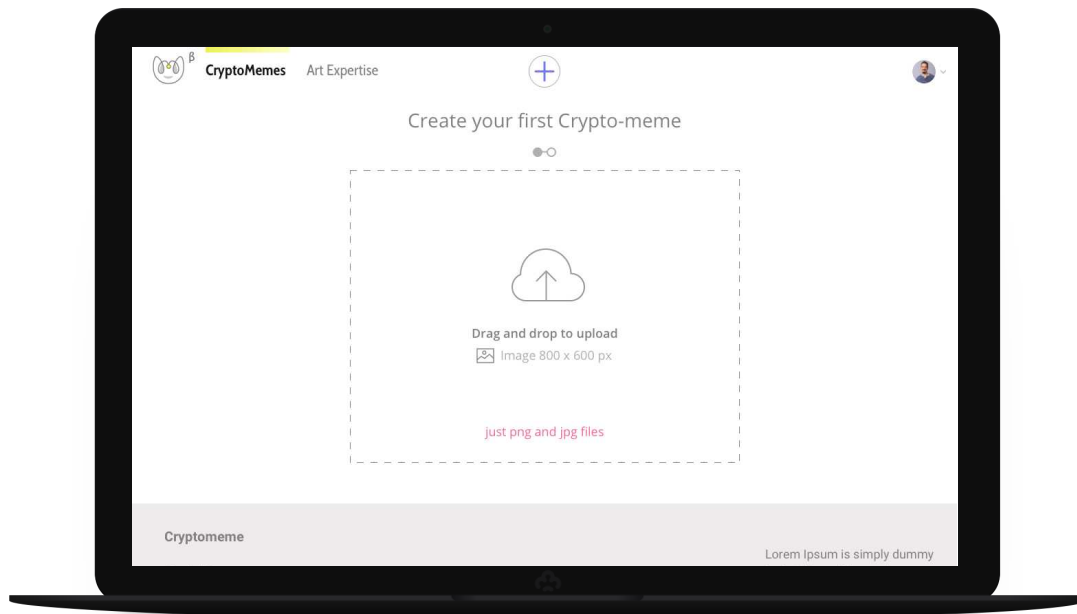 β
CryptoMemes Art Expertise
Create your first Crypto-meme
Drag and drop to upload
Image 800 x 600 px
just png and jpg files
Cryptomeme
Lorem Ipsum is simply dummy